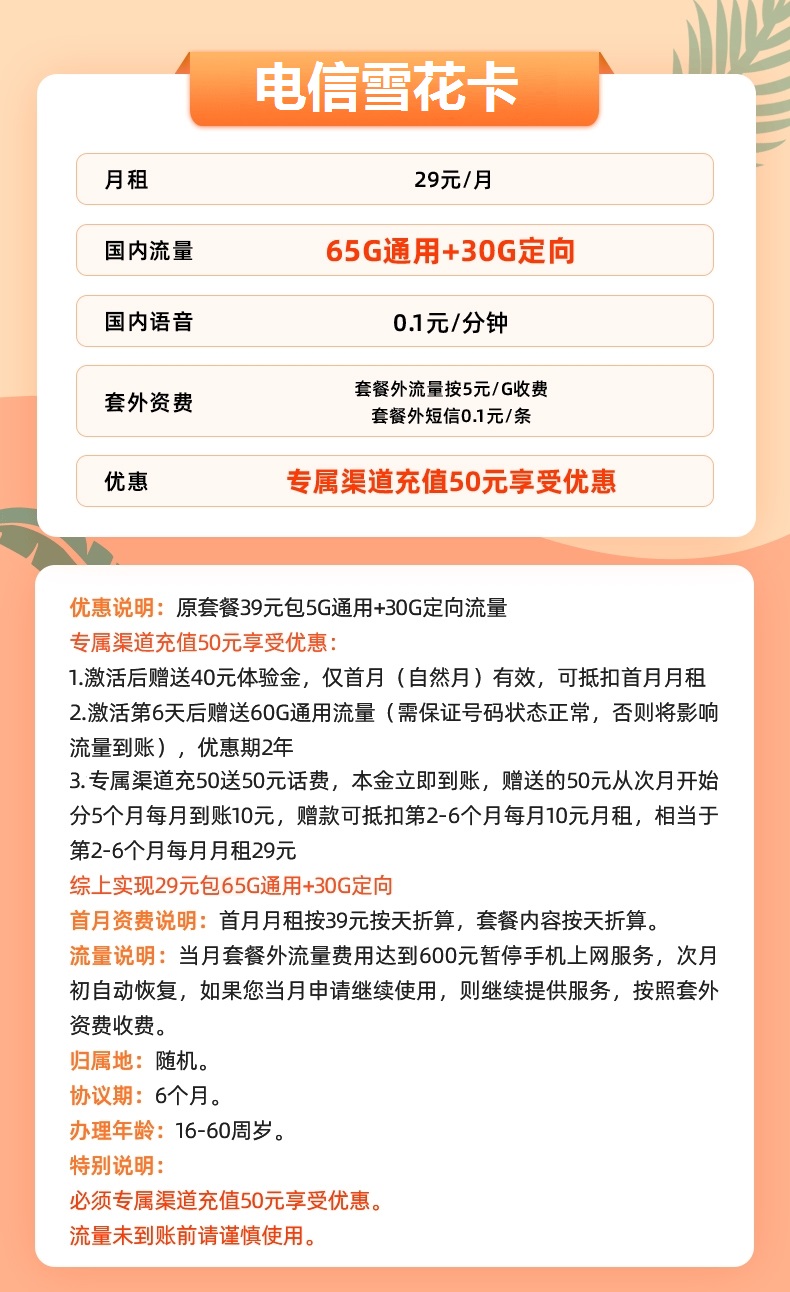 电信雪花卡
月租 29元/月
国内流量 65G通用+30G定向
国内语音 0.1元/分钟
套外资费 套餐外流量按5元/G收费
套餐外短信0.1元/条
优惠 专属渠道充值50元享受优惠
优惠说明：原套餐39元包5G通用+30G定向流量
专属渠道充值50元享受优惠：
1.激活后赠送40元体验金，仅首月（自然月）有效，可抵扣首月月租
2.激活第6天后赠送60G通用流量（需保证号码状态正常，否则将影响
流量到账），优惠期2年
3.专属渠道充50送50元话费，本金立即到账，赠送的50元从次月开始
分5个月每月到账10元，赠款可抵扣第2-6个月每月10元月租，相当于
第2-6个月每月月租29元
综上实现29元包65G通用+30G定向
首月资费说明：首月月租按39元按天折算，套餐内容按天折算。
流量说明：当月套餐外流量费用达到600元暂停手机上网服务，次月
初自动恢复，如果您当月申请继续使用，则继续提供服务，按照套外
资费收费。
归属地：随机。
协议期：6个月。
办理年龄：16-60周岁。
特别说明：
必须专属渠道充值50元享受优惠。
流量未到账前请谨慎使用。